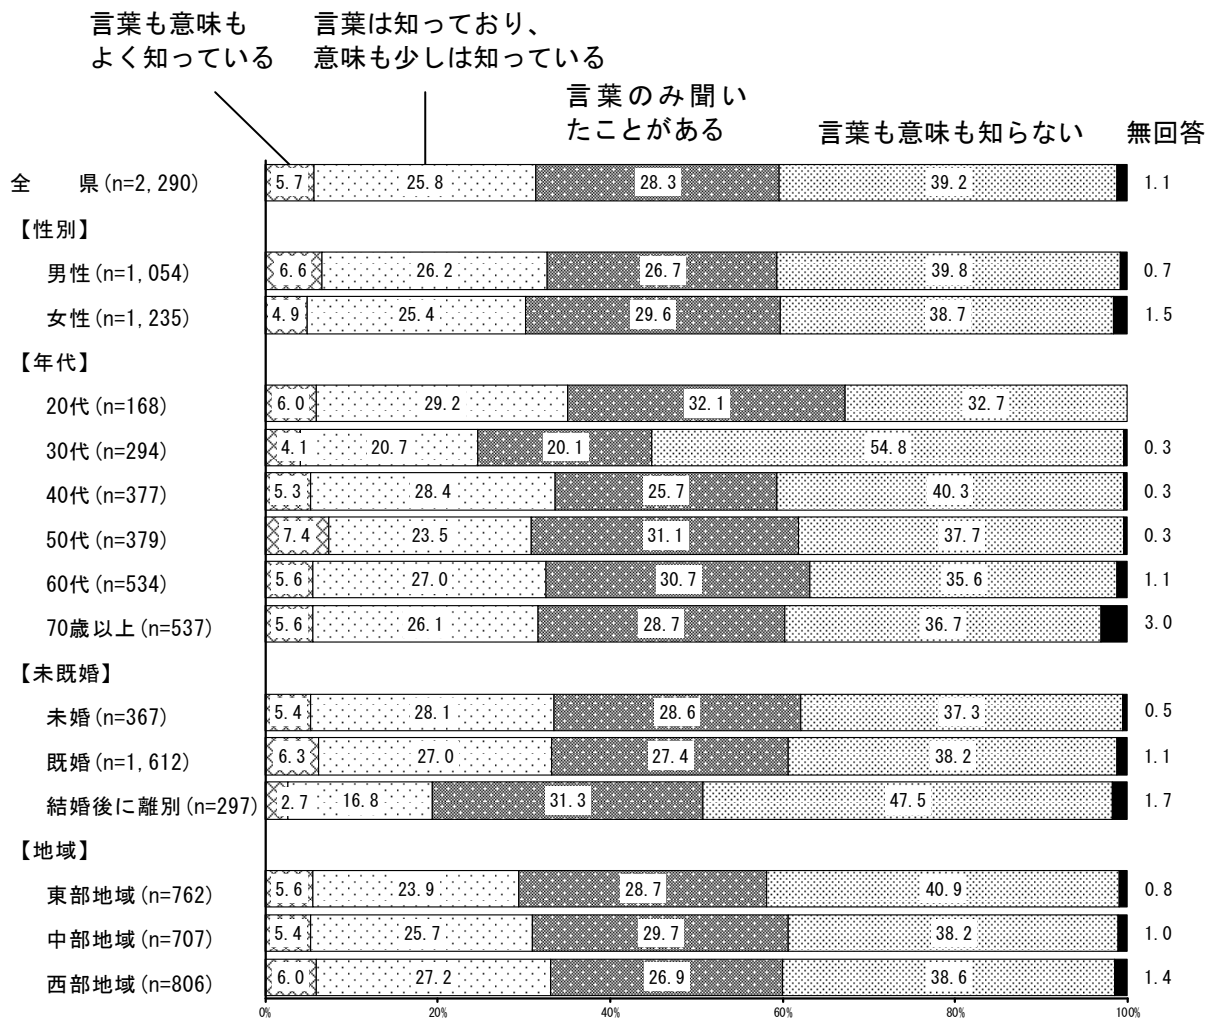 言葉も意味も
よく知っている
言葉は知っており、
意味も少しは知っている
言葉のみ聞い
たことがある
言葉も意味も知らない
無回答
全　県(n=2,290) 5.7 25.8 28.3 39.2 1.1
【性別】
男性(n=1,054) 6.6 26.2 26.7 39.8 0.7
女性(n=1,235) 4.9 25.4 29.6 38.7 1.5
【年代】
20代(n=168) 6.0 29.2 32.1 32.7
30代(n=294) 4.1 20.7 20.1 54.8 0.3
40代(n=377) 5.3 28.4 25.7 40.3 0.3
50代(n=379) 7.4 23.5 31.1 37.7 0.3
60代(n=534) 5.6 27.0 30.7 35.6 1.1
70歳以上(n=537) 5.6 26.1 28.7 36.7 3.0
【未既婚】
未婚(n=367) 5.4 28.1 28.6 37.3 0.5
既婚(n=1,612) 6.3 27.0 27.4 38.2 1.1
結婚後に離別(n=297) 2.7 16.8 31.3 47.5 1.7
【地域】
東部地域(n=762) 5.6 23.9 28.7 40.9 0.8
中部地域(n=707) 5.4 25.7 29.7 38.2 1.0
西部地域(n=806) 6.0 27.2 26.9 38.6 1.4
0% 20% 40% 60% 80% 100%